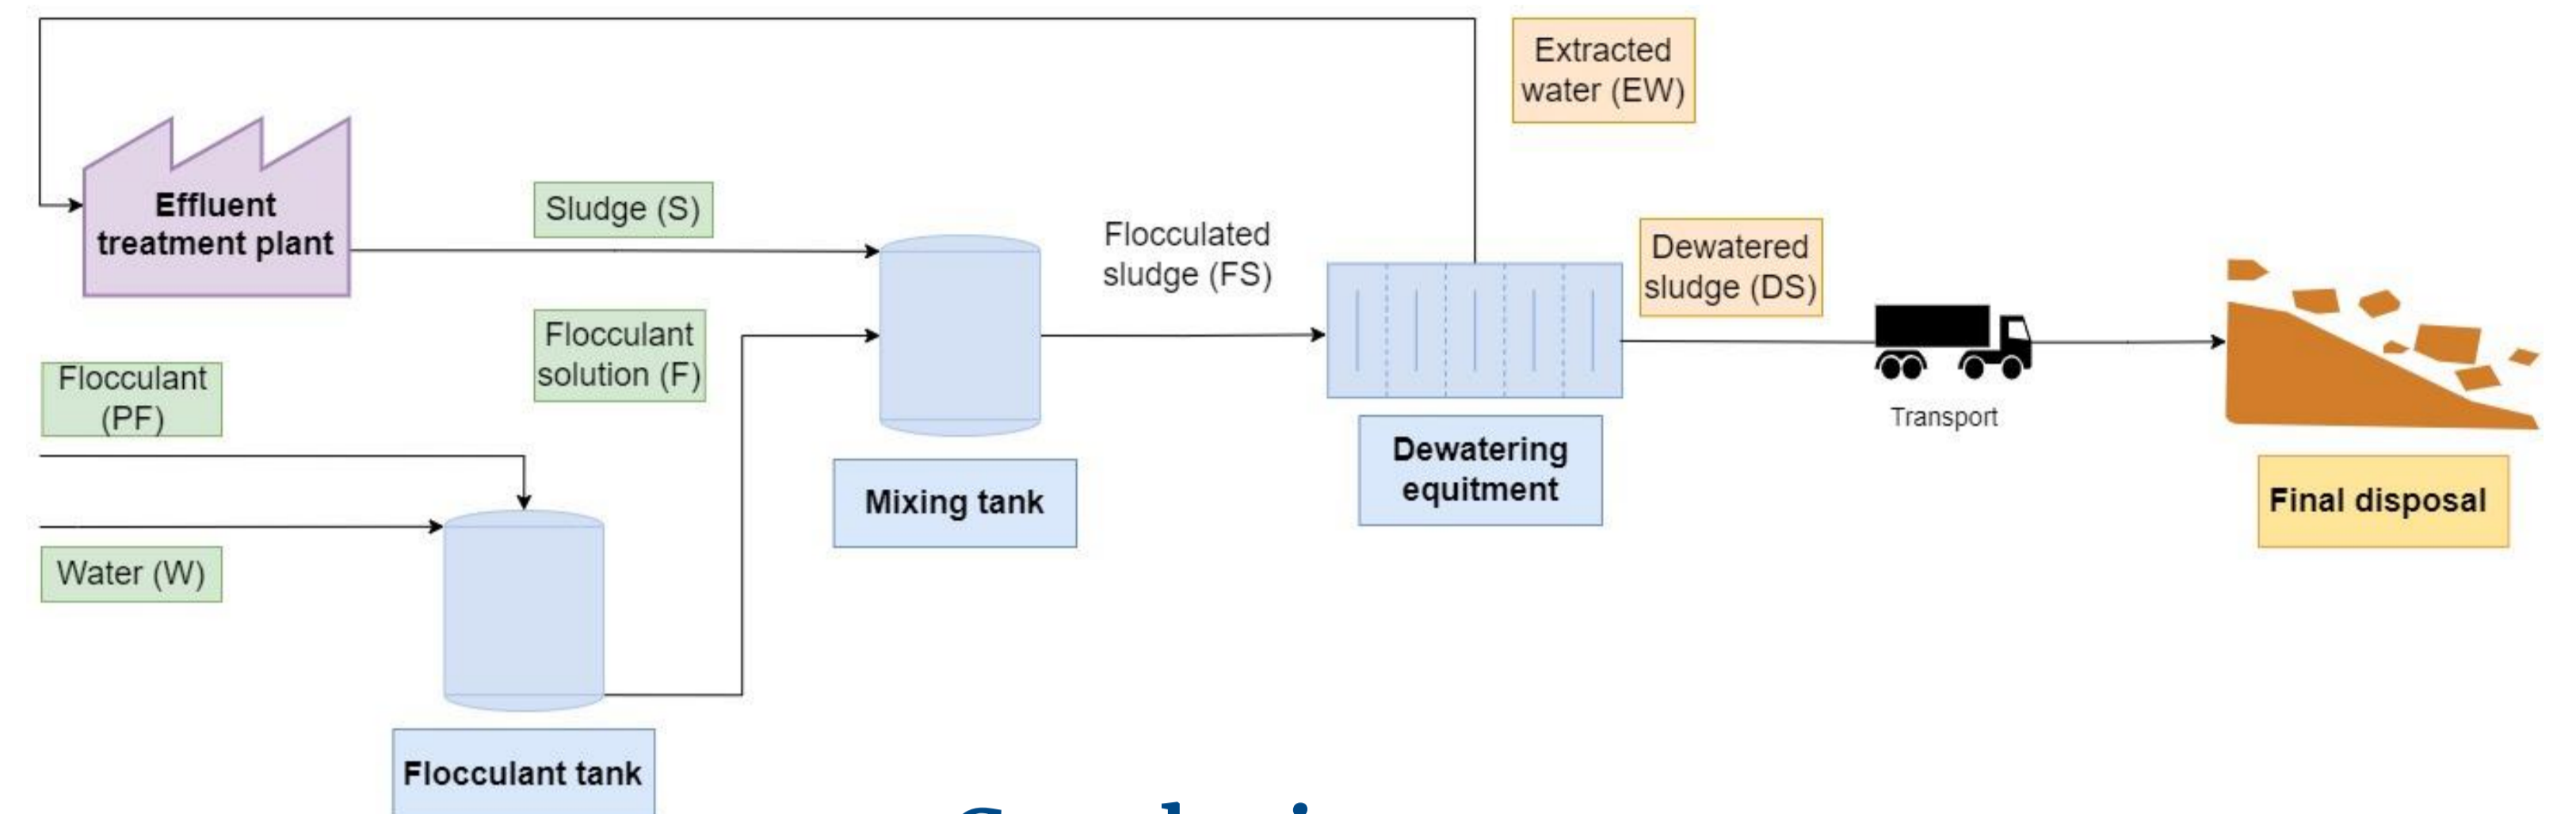 Extracted
water (EW)
Effluent
treatment plant
Sludge (S)
Flocculated
sludge (FS)
Dewatered
sludge (DS)
Flocculant
solution (F)
Flocculant
(PF)
Transport
Dewatering
equitment
Mixing tank
Final disposal
Water (W)
Flocculant tank